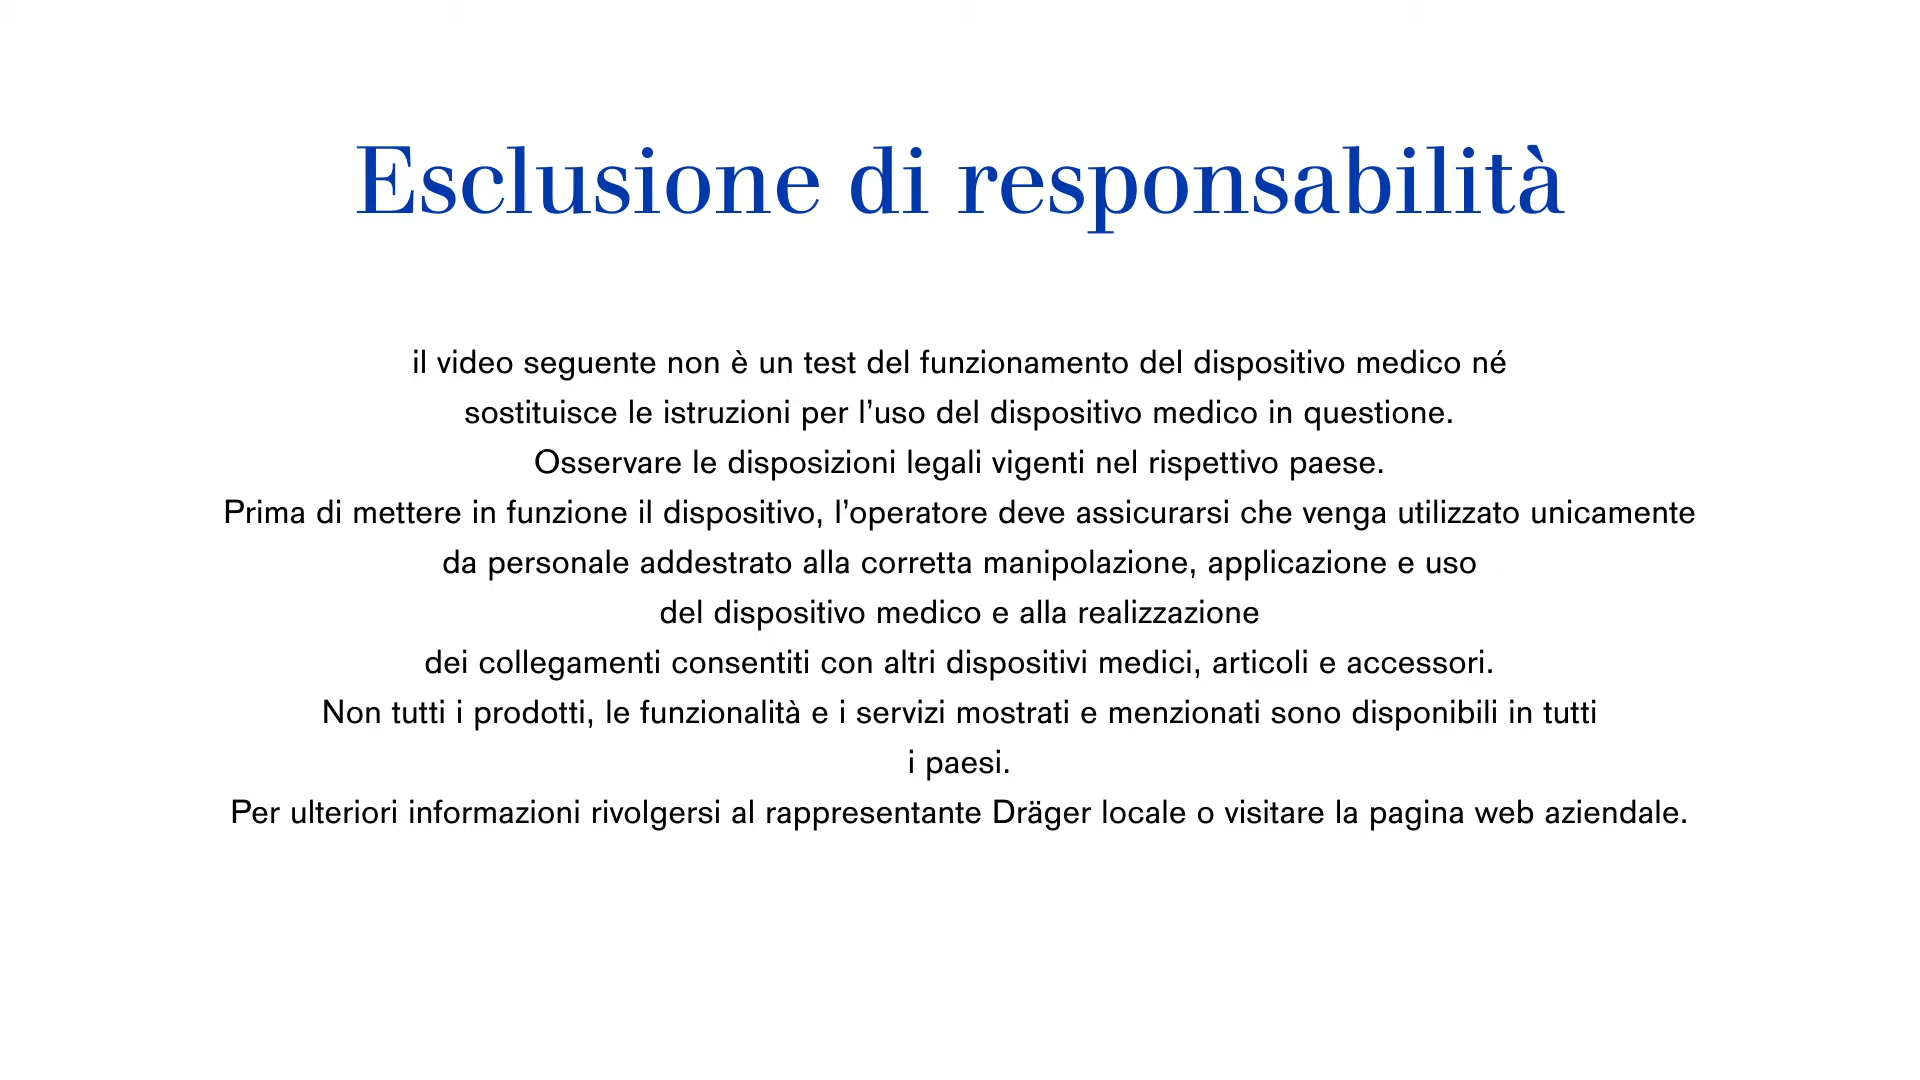 Esclusione di responsabilità
il video seguente non è un test del funzionamento del dispositivo medico né
sostituisce le istruzioni per l’uso del dispositivo medico in questione.
Osservare le disposizioni legali vigenti nel rispettivo paese.
Prima di mettere in funzione il dispositivo, l’operatore deve assicurarsi che venga utilizzato unicamente
da personale addestrato alla corretta manipolazione, applicazione e uso
del dispositivo medico e alla realizzazione
dei collegamenti consentiti con altri dispositivi medici, articoli e accessori.
Non tutti i prodotti, le funzionalità e i servizi mostrati e menzionati sono disponibili in tutti
i paesi.
Per ulteriori informazioni rivolgersi al rappresentante Dräger locale o visitare la pagina web aziendale.